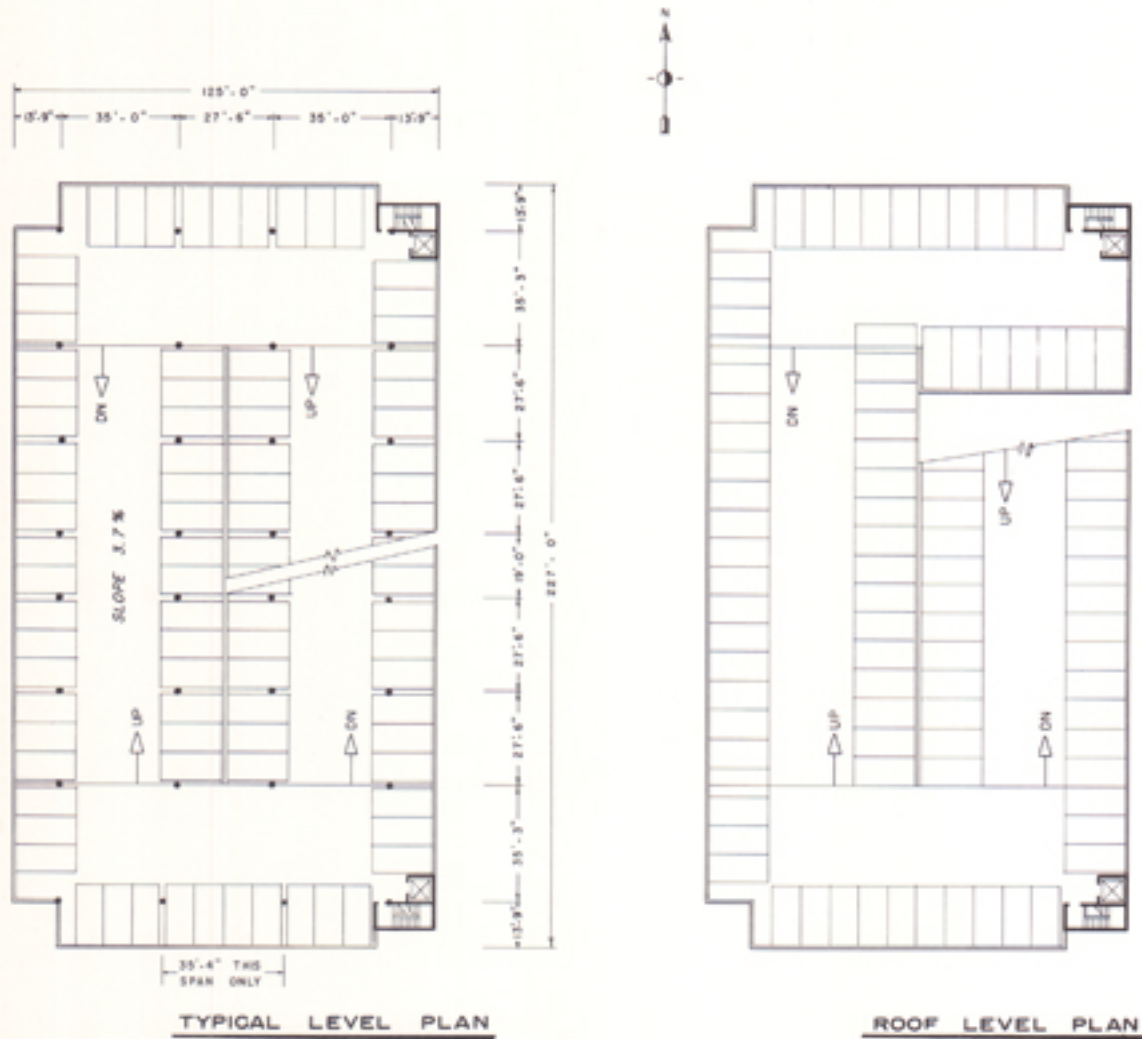 N
125'-0"
13'-9" 35'-0" 27'-6" 35'-0" 13'-9"
13'-9"
35'-3"
27'-6"
27'-6"
19'-0"
27'-6"
27'-6"
35'-3"
13'-9"
227'-0"
DN
UP
SLOPE 3.7%
UP
DN
35'-4" THIS
SPAN ONLY
TYPICAL LEVEL PLAN
DN
UP
UP
DN
ROOF LEVEL PLAN